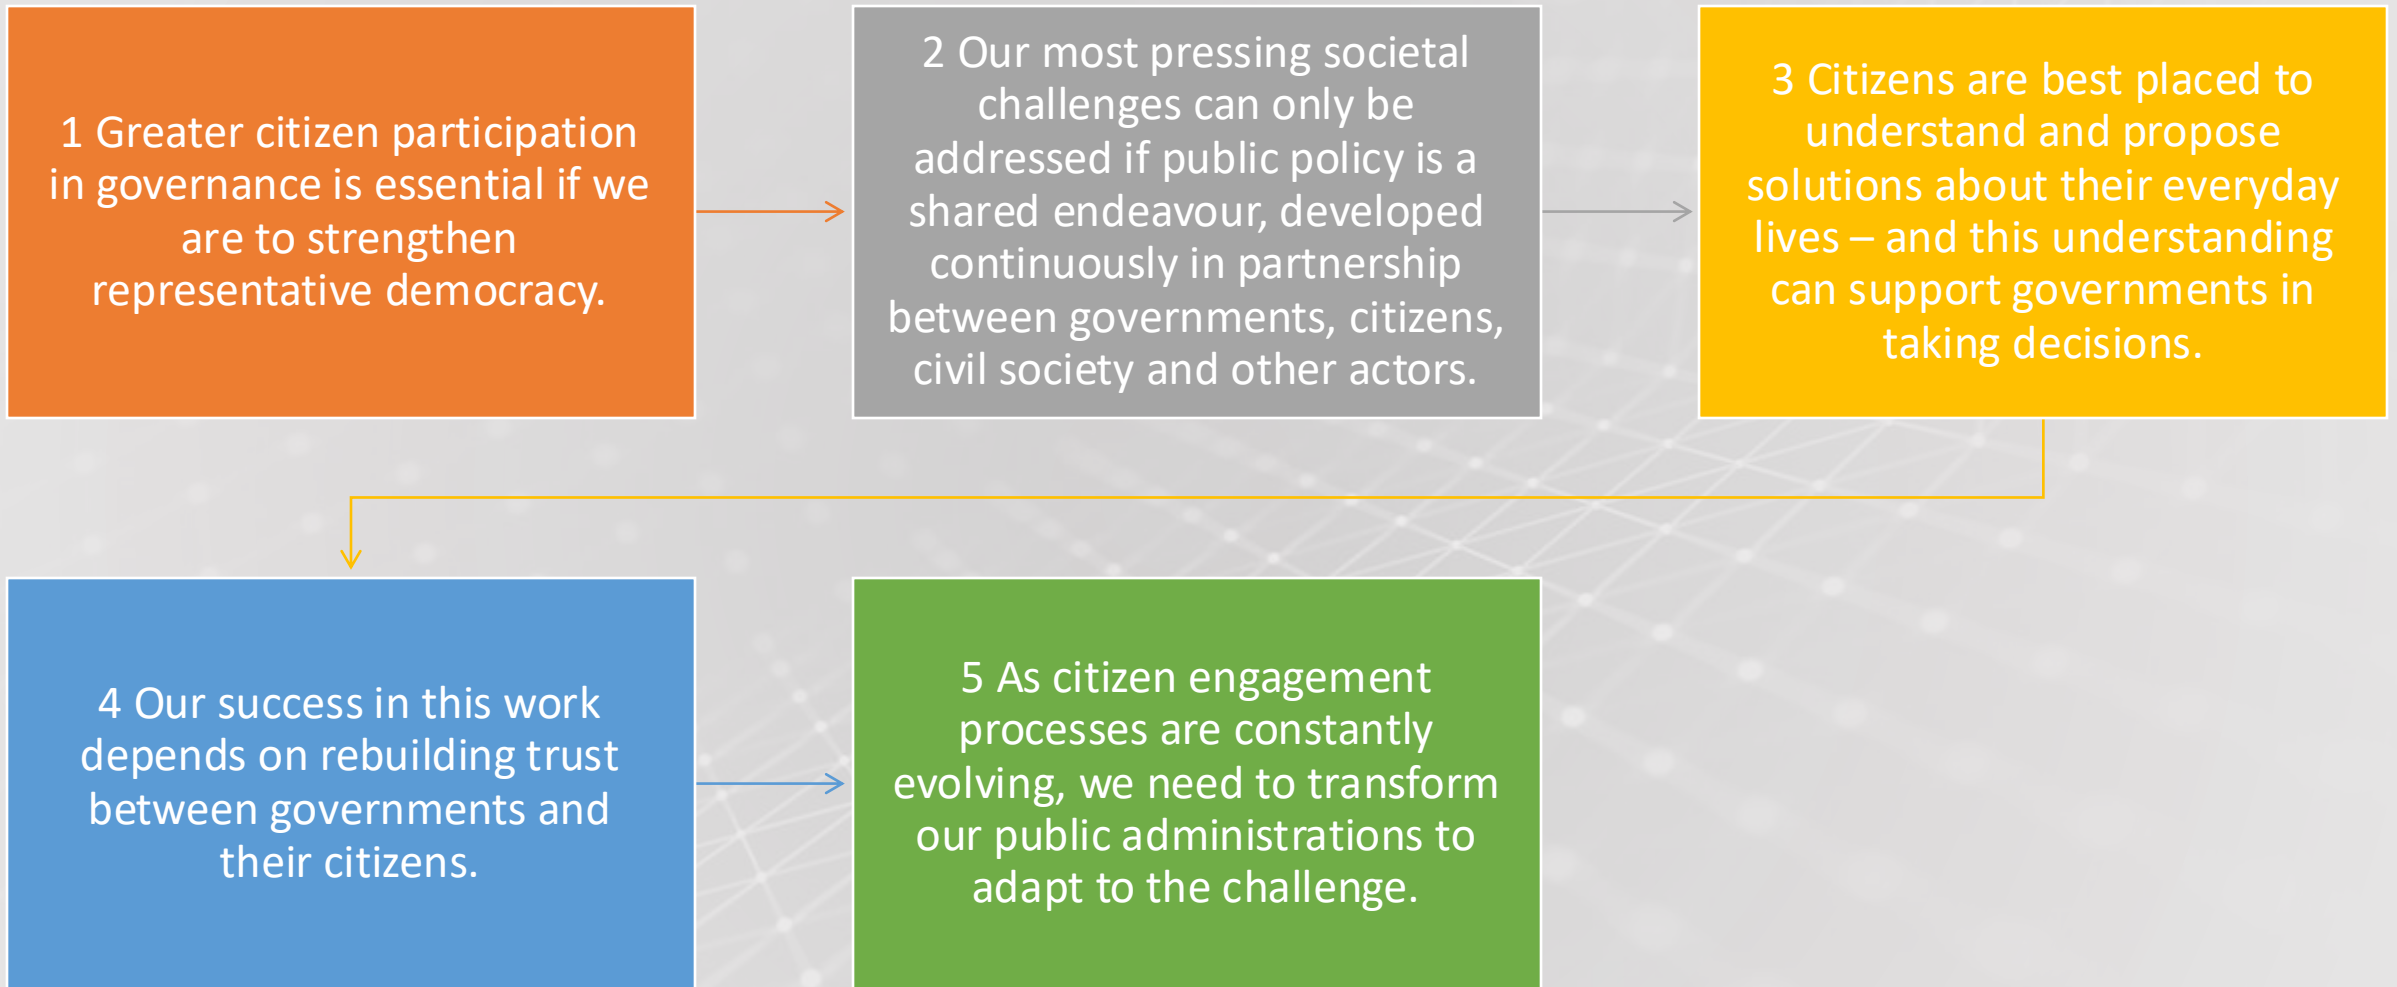 1 Greater citizen participation
in governance is essential if we
are to strengthen
representative democracy.
2 Our most pressing societal
challenges can only be
addressed if public policy is a
shared endeavour, developed
continuously in partnership
between governments, citizens,
civil society and other actors.
3 Citizens are best placed to
understand and propose
solutions about their everyday
lives – and this understanding
can support governments in
taking decisions.
4 Our success in this work
depends on rebuilding trust
between governments and
their citizens.
5 As citizen engagement
processes are constantly
evolving, we need to transform
our public administrations to
adapt to the challenge.